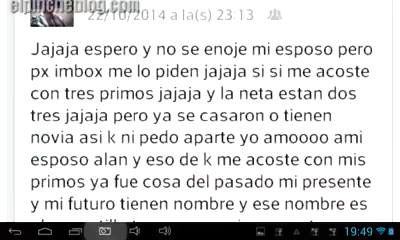 elpincheblog.com
22/10/2014 a la(s) 23:13
Jajaja espero y no se enoje mi esposo pero
px imbox me lo piden jajaja si si me acoste
con tres primos jajaja y la neta estan dos
tres jajaja pero ya se casaron o tienen
novia asi k ni pedo aparte yo amoooo ami
esposo alan y eso de k me acoste con mis
primos ya fue cosa del pasado mi presente
y mi futuro tienen nombre y ese nombre es
19:49